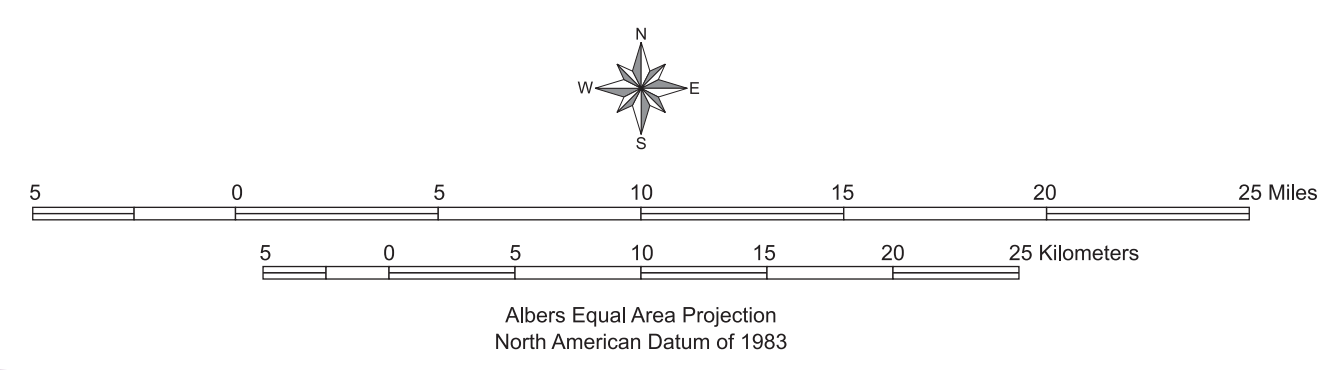 N
W E
S
5 0 5 10 15 20 25 Miles
5 0 5 10 15 20 25 Kilometers
Albers Equal Area Projection
North American Datum of 1983